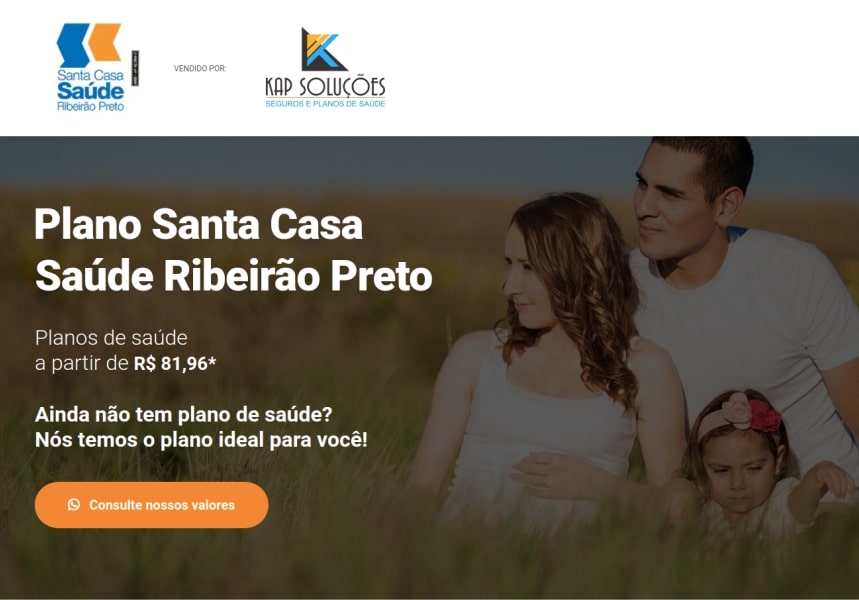 Santa Casa
Saúde
Ribeirão Preto
VENDIDO POR:
KAP SOLUÇÕES
SEGUROS E PLANOS DE SAÚDE
Plano Santa Casa
Saúde Ribeirão Preto
Planos de saúde
a partir de R$ 81,96*
Ainda não tem plano de saúde?
Nós temos o plano ideal para você!
Consulte nossos valores